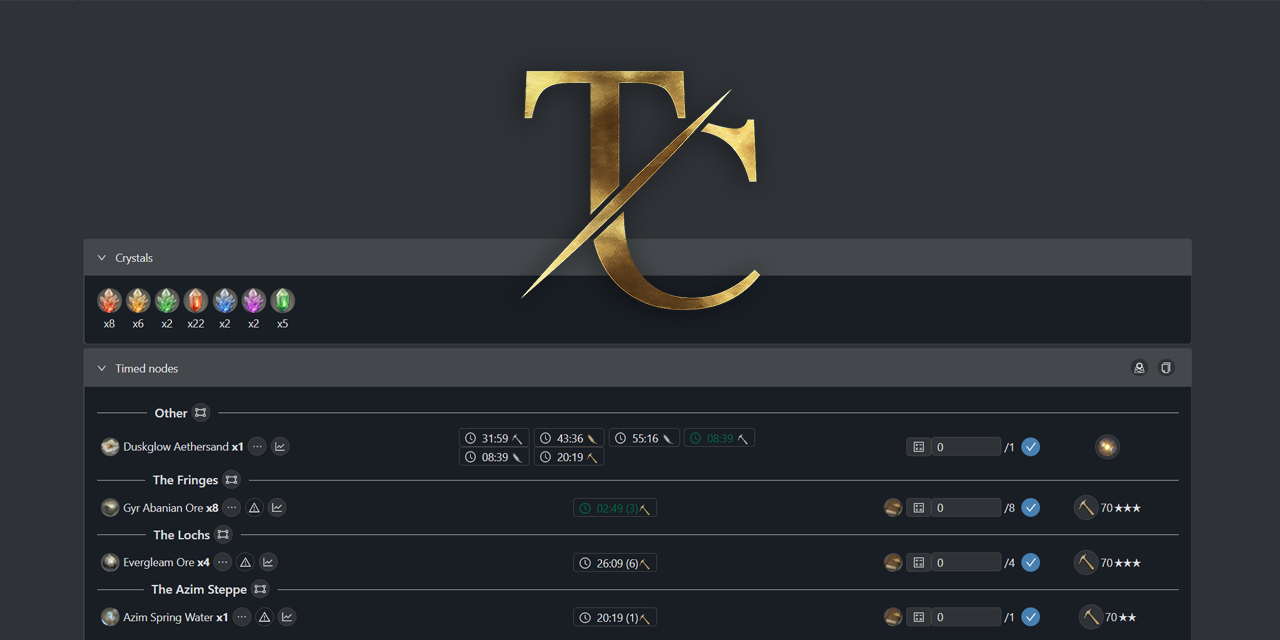 TC
Crystals
x8 x6 x2 x22 x2 x2 x5
Timed nodes
Other
Duskglow Aethersand x1 ... 31:59 43:36 55:16 08:39 0 /1
08:39 20:19
The Fringes
Gyr Abanian Ore x8 ... 02:49 (3) 0 /8 70★★★
The Lochs
Evergleam Ore x4 ... 26:09 (6) 0 /4 70★★★
The Azim Steppe
Azim Spring Water x1 ... 20:19 (1) 0 /1 70★★